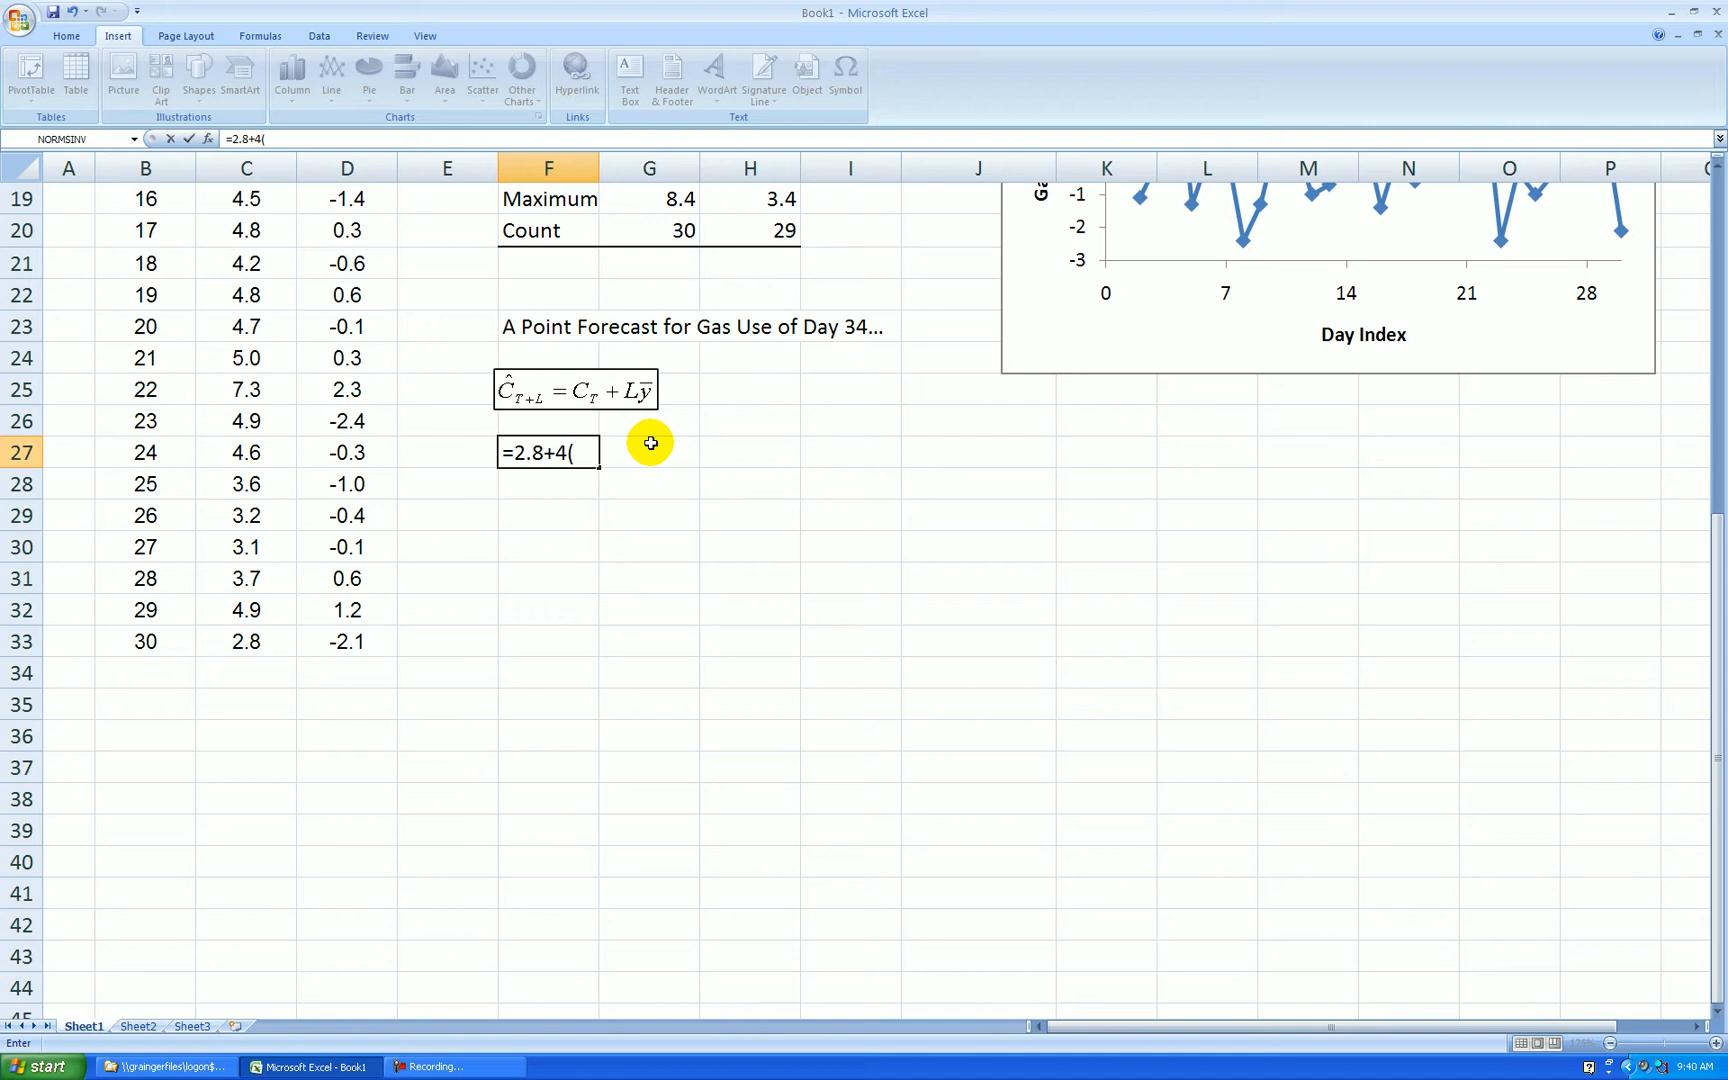 Book1 - Microsoft Excel
Home Insert Page Layout Formulas Data Review View
PivotTable Table Picture Clip Art Shapes SmartArt Column Line Pie Bar Area Scatter Other Charts Hyperlink Text Box Header & Footer WordArt Signature Line Object Symbol
Tables Illustrations Charts Links Text
NORMSINV =2.8+4(
A B C D E F G H I J K L M N O P
19 16 4.5 -1.4 Maximum 8.4 3.4
20 17 4.8 0.3 Count 30 29
21 18 4.2 -0.6
22 19 4.8 0.6
23 20 4.7 -0.1 A Point Forecast for Gas Use of Day 34...
24 21 5.0 0.3
25 22 7.3 2.3 Ĉ_{T+L} = C_T + Lȳ
26 23 4.9 -2.4
27 24 4.6 -0.3 =2.8+4(
28 25 3.6 -1.0
29 26 3.2 -0.4
30 27 3.1 -0.1
31 28 3.7 0.6
32 29 4.9 1.2
33 30 2.8 -2.1
34
35
36
37
38
39
40
41
42
43
44
-1
-2
-3
0 7 14 21 28
Day Index
Sheet1 Sheet2 Sheet3
Enter 175%
start \\graingerfiles\logon$... Microsoft Excel - Book1 Recording... 9:40 AM